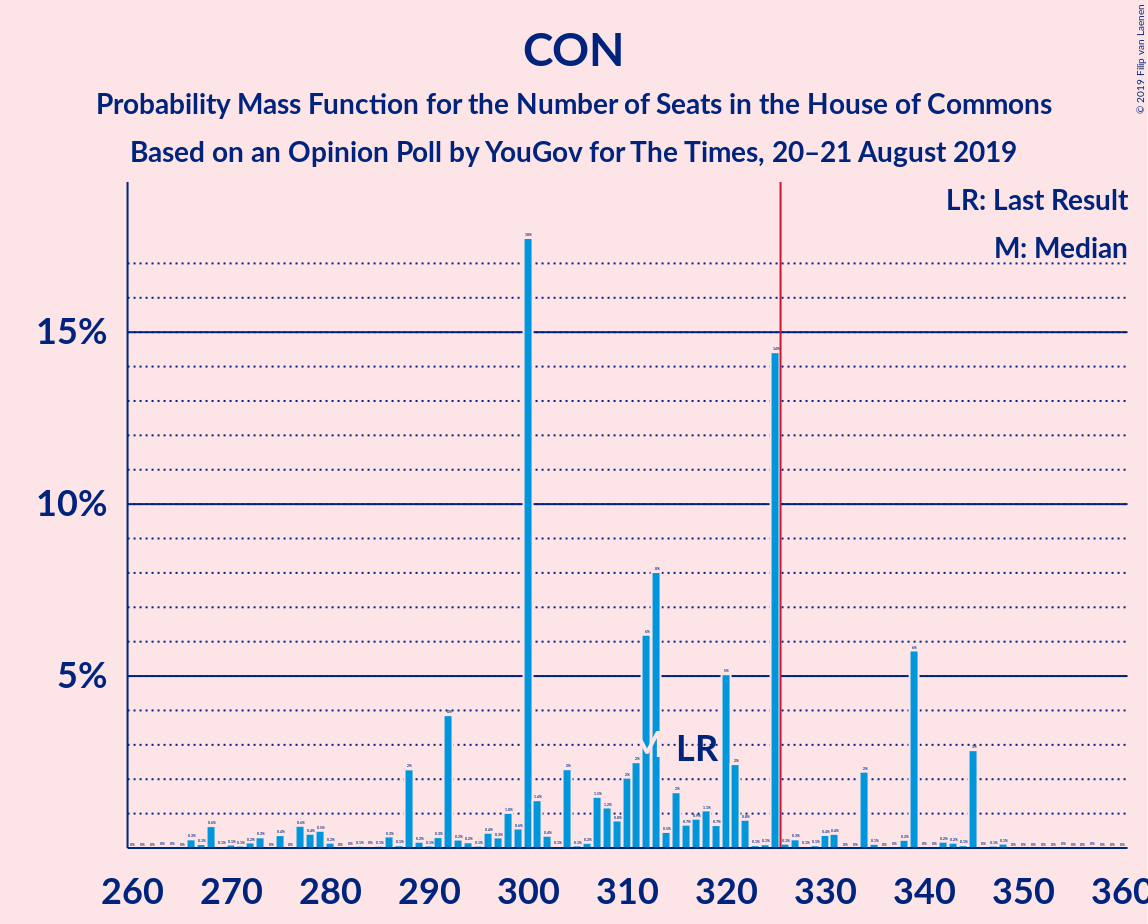 CON
Probability Mass Function for the Number of Seats in the House of Commons
Based on an Opinion Poll by YouGov for The Times, 20–21 August 2019
© 2019 Filip van Laenen
LR: Last Result
M: Median
15%
10%
5%
M LR
260 270 280 290 300 310 320 330 340 350 360